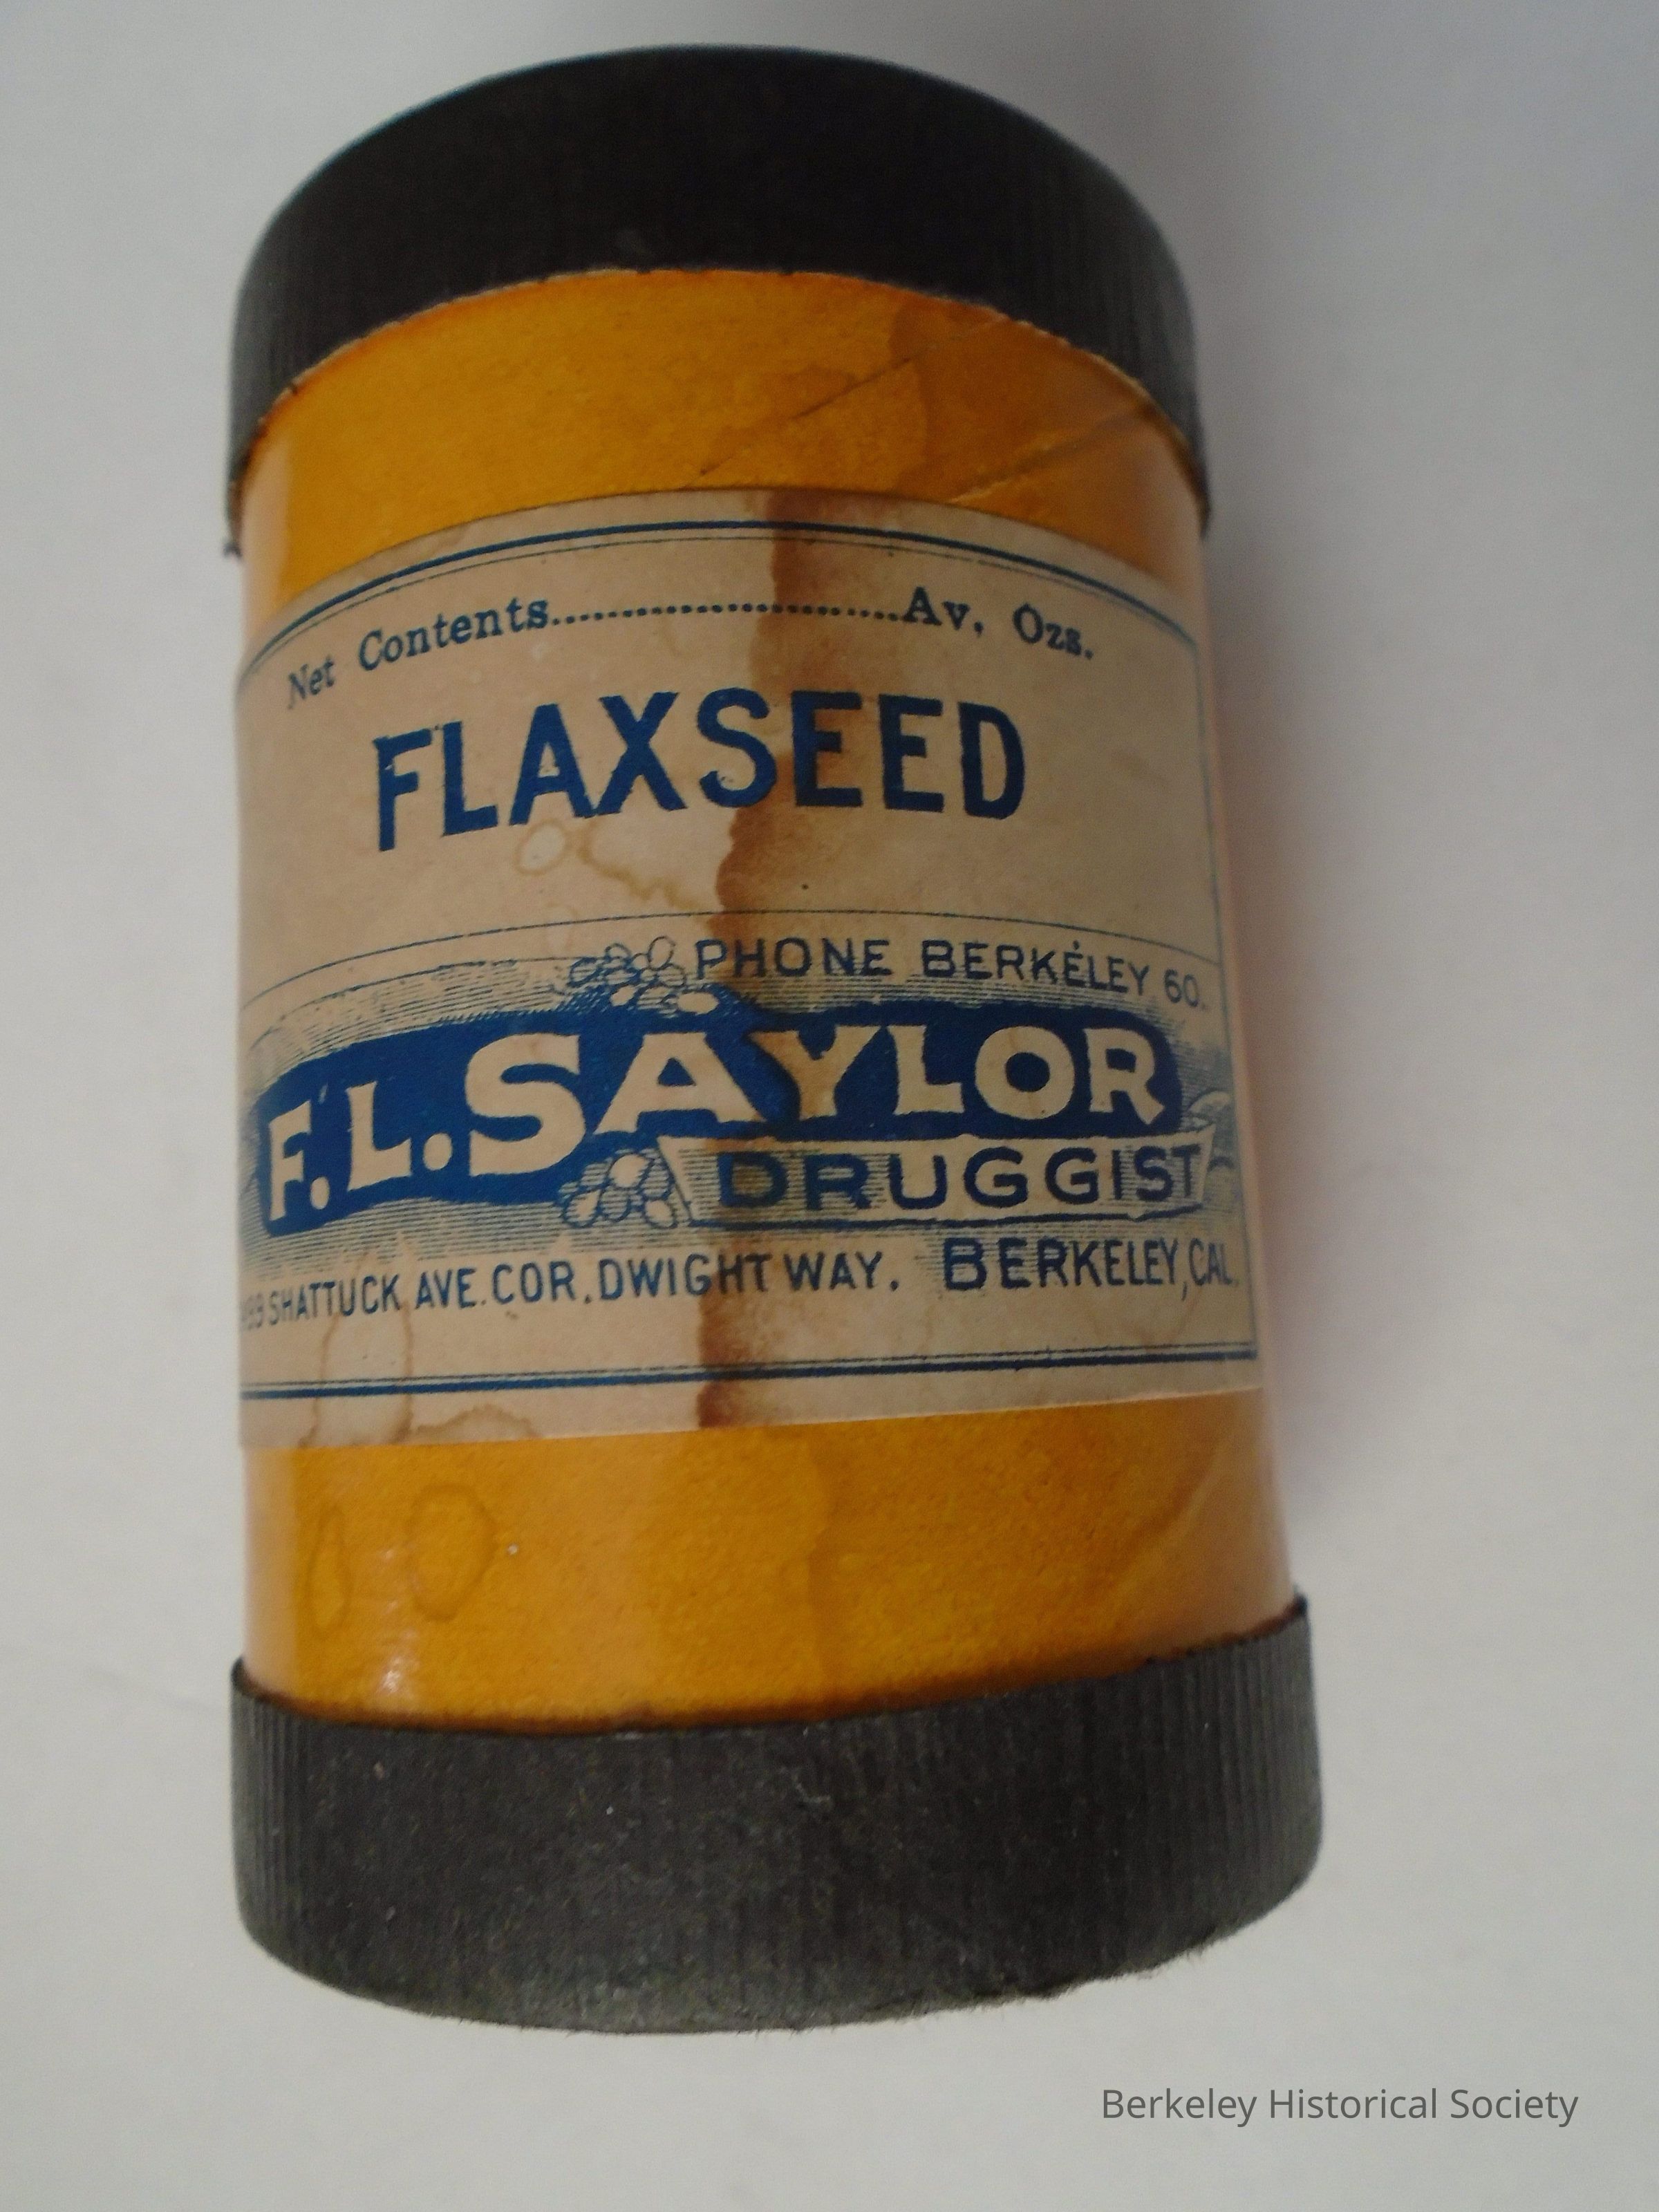 Net Contents..............................Av. Ozs.
FLAXSEED
PHONE BERKELEY 60.
F.L. SAYLOR
DRUGGIST
SHATTUCK AVE. COR. DWIGHT WAY. BERKELEY, CAL.
Berkeley Historical Society